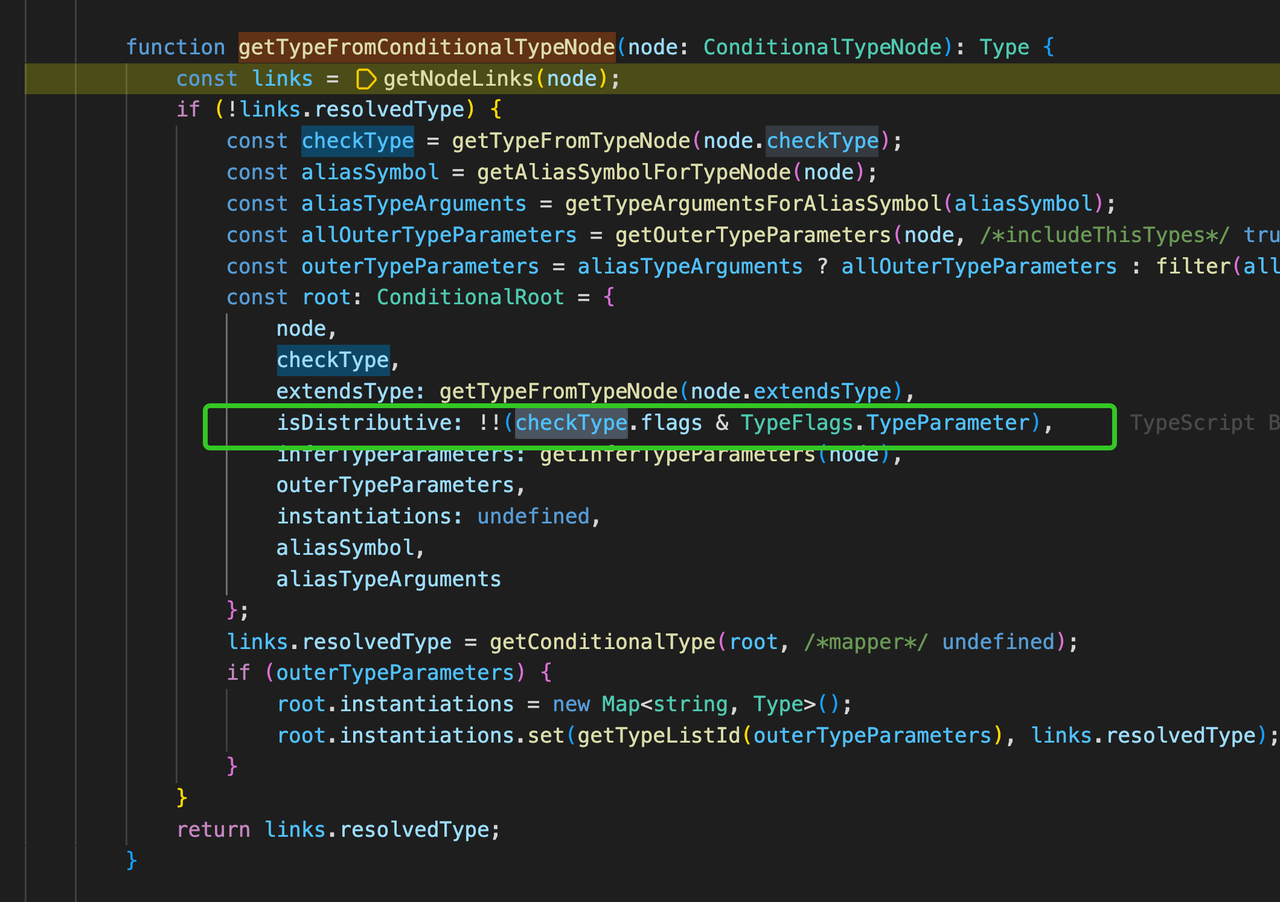 function getTypeFromConditionalTypeNode(node: ConditionalTypeNode): Type {
const links = getNodeLinks(node);
if (!links.resolvedType) {
const checkType = getTypeFromTypeNode(node.checkType);
const aliasSymbol = getAliasSymbolForTypeNode(node);
const aliasTypeArguments = getTypeArgumentsForAliasSymbol(aliasSymbol);
const allOuterTypeParameters = getOuterTypeParameters(node, /*includeThisTypes*/ tru
const outerTypeParameters = aliasTypeArguments ? allOuterTypeParameters : filter(all
const root: ConditionalRoot = {
node,
checkType,
extendsType: getTypeFromTypeNode(node.extendsType),
isDistributive: !!(checkType.flags & TypeFlags.TypeParameter), TypeScript B
inferTypeParameters: getInferTypeParameters(node),
outerTypeParameters,
instantiations: undefined,
aliasSymbol,
aliasTypeArguments
};
links.resolvedType = getConditionalType(root, /*mapper*/ undefined);
if (outerTypeParameters) {
root.instantiations = new Map<string, Type>();
root.instantiations.set(getTypeListId(outerTypeParameters), links.resolvedType);
}
}
return links.resolvedType;
}